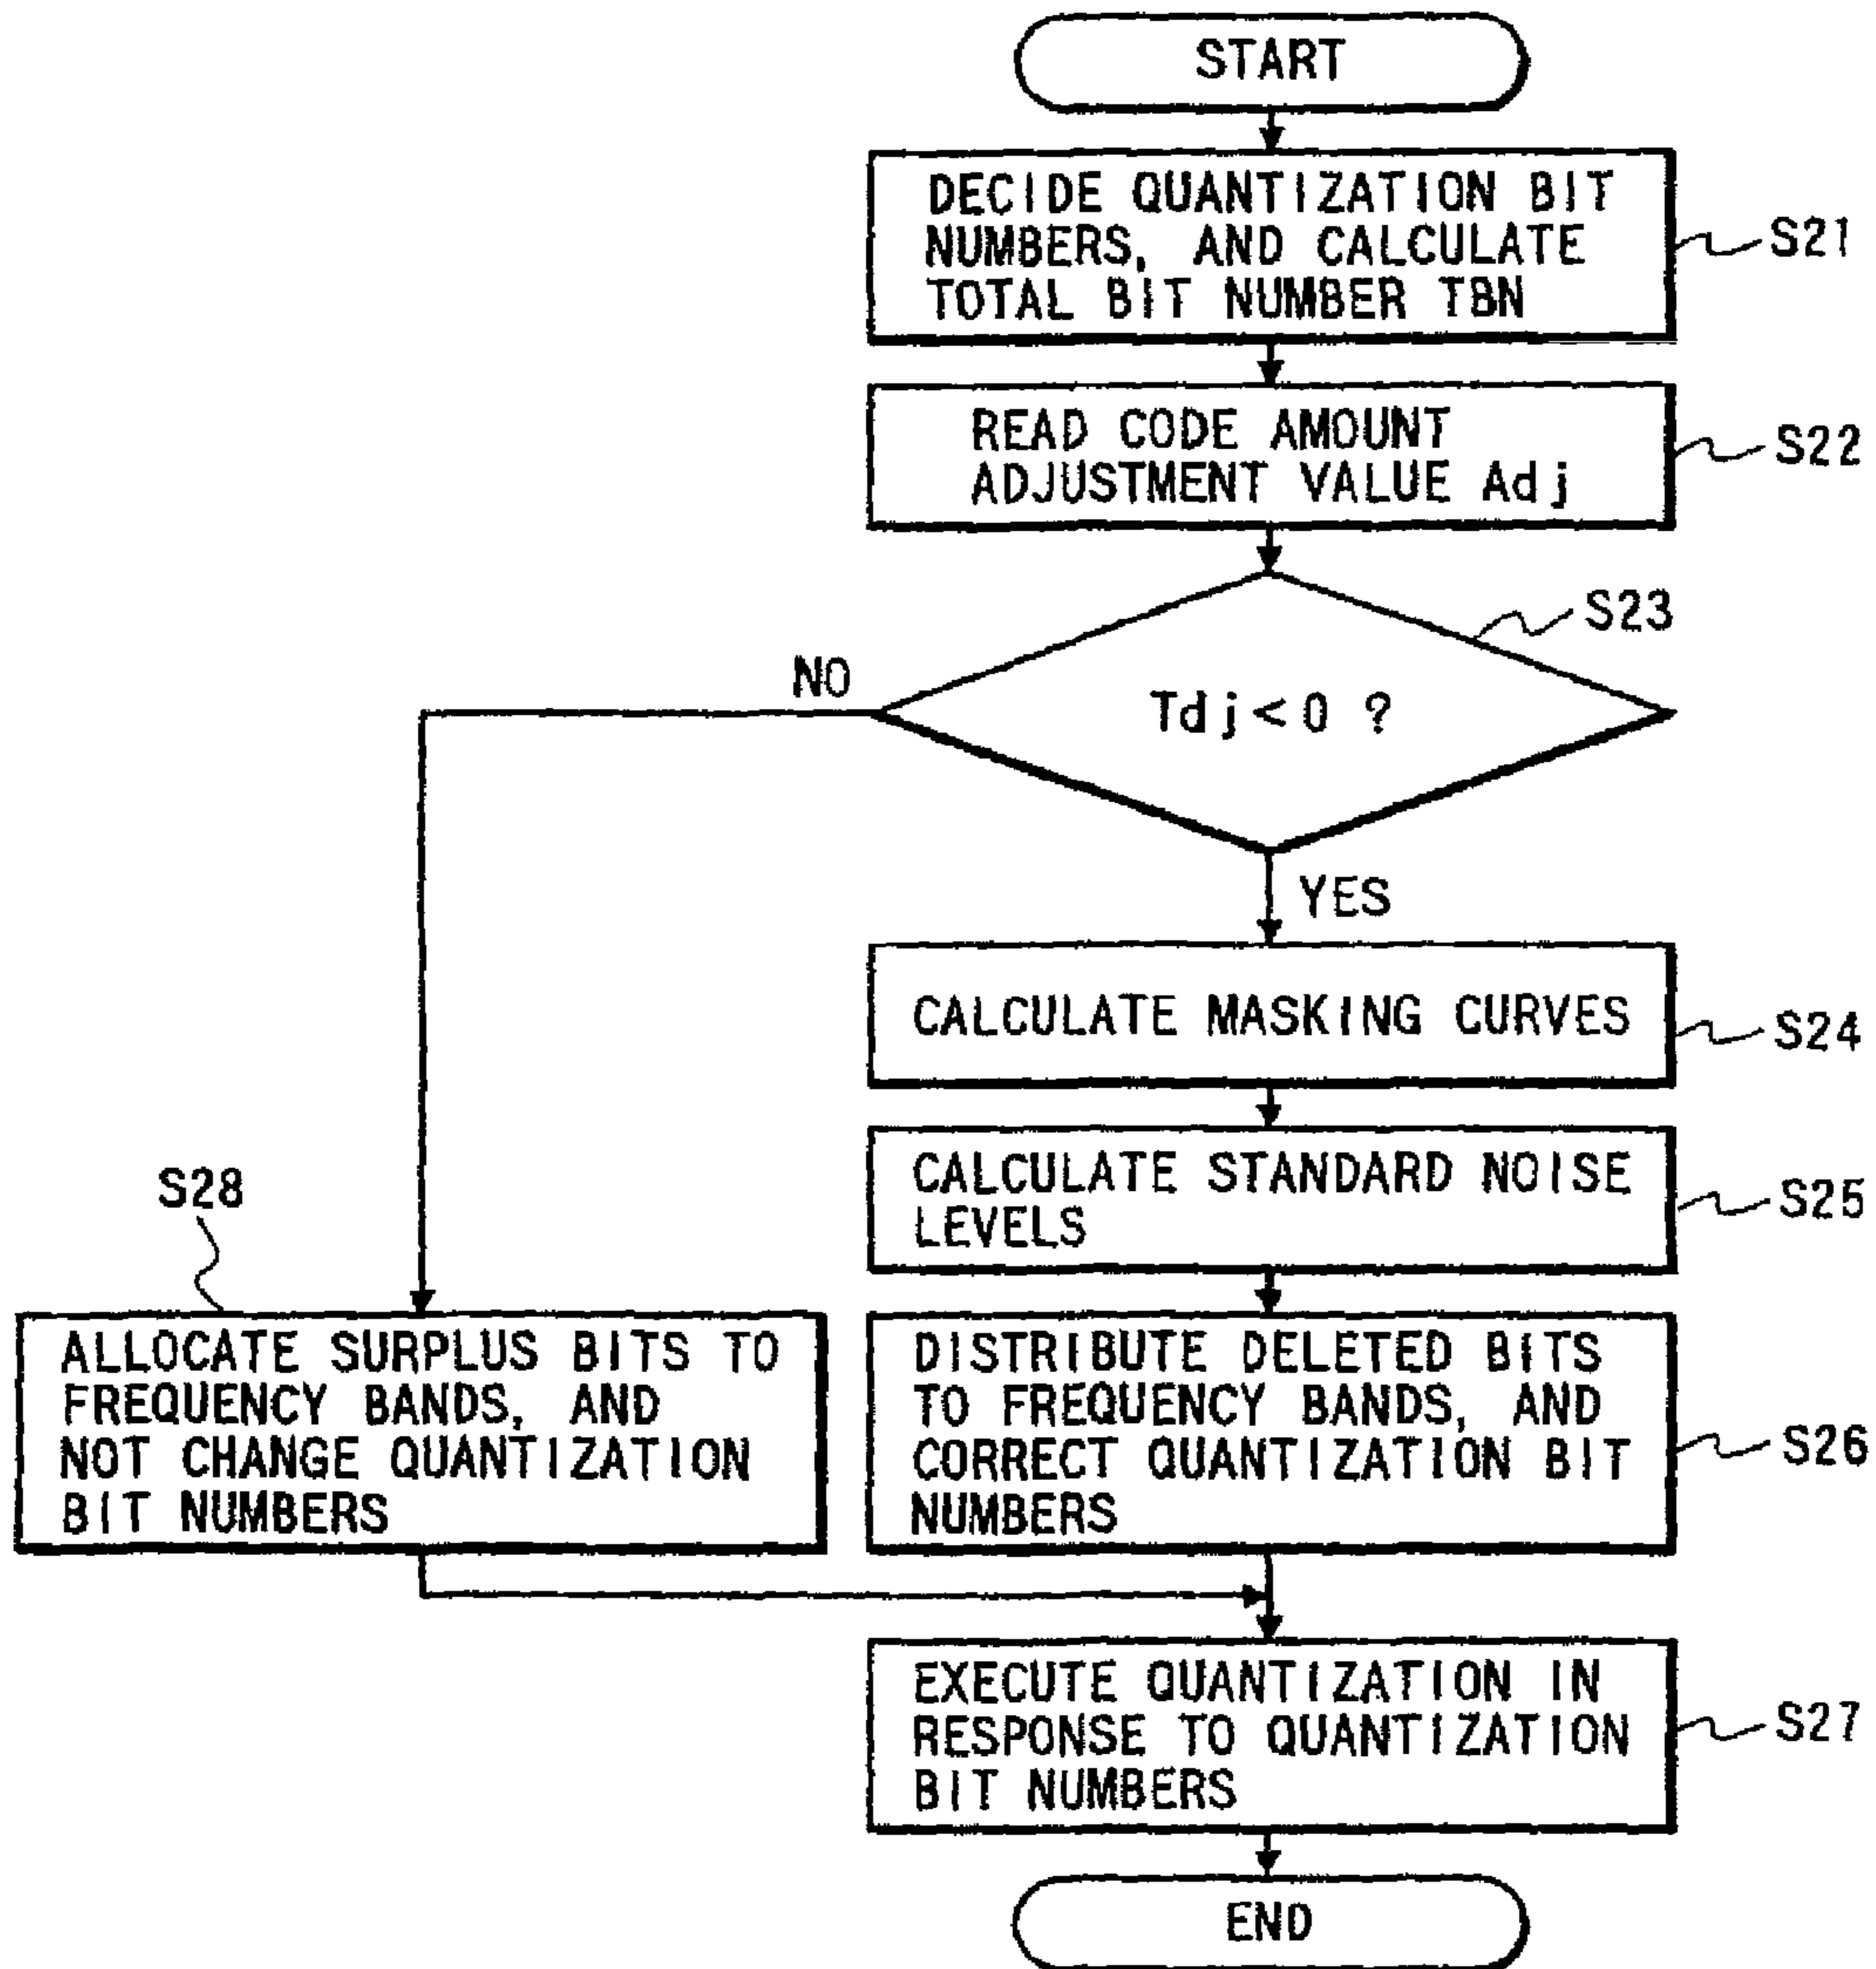 START
DECIDE QUANTIZATION BIT
NUMBERS, AND CALCULATE
TOTAL BIT NUMBER TBN
S21
READ CODE AMOUNT
ADJUSTMENT VALUE Adj
S22
S23
NO
Tdj<0 ?
YES
CALCULATE MASKING CURVES
S24
CALCULATE STANDARD NOISE
LEVELS
S25
S28
ALLOCATE SURPLUS BITS TO
FREQUENCY BANDS, AND
NOT CHANGE QUANTIZATION
BIT NUMBERS
DISTRIBUTE DELETED BITS
TO FREQUENCY BANDS, AND
CORRECT QUANTIZATION BIT
NUMBERS
S26
EXECUTE QUANTIZATION IN
RESPONSE TO QUANTIZATION
BIT NUMBERS
S27
END